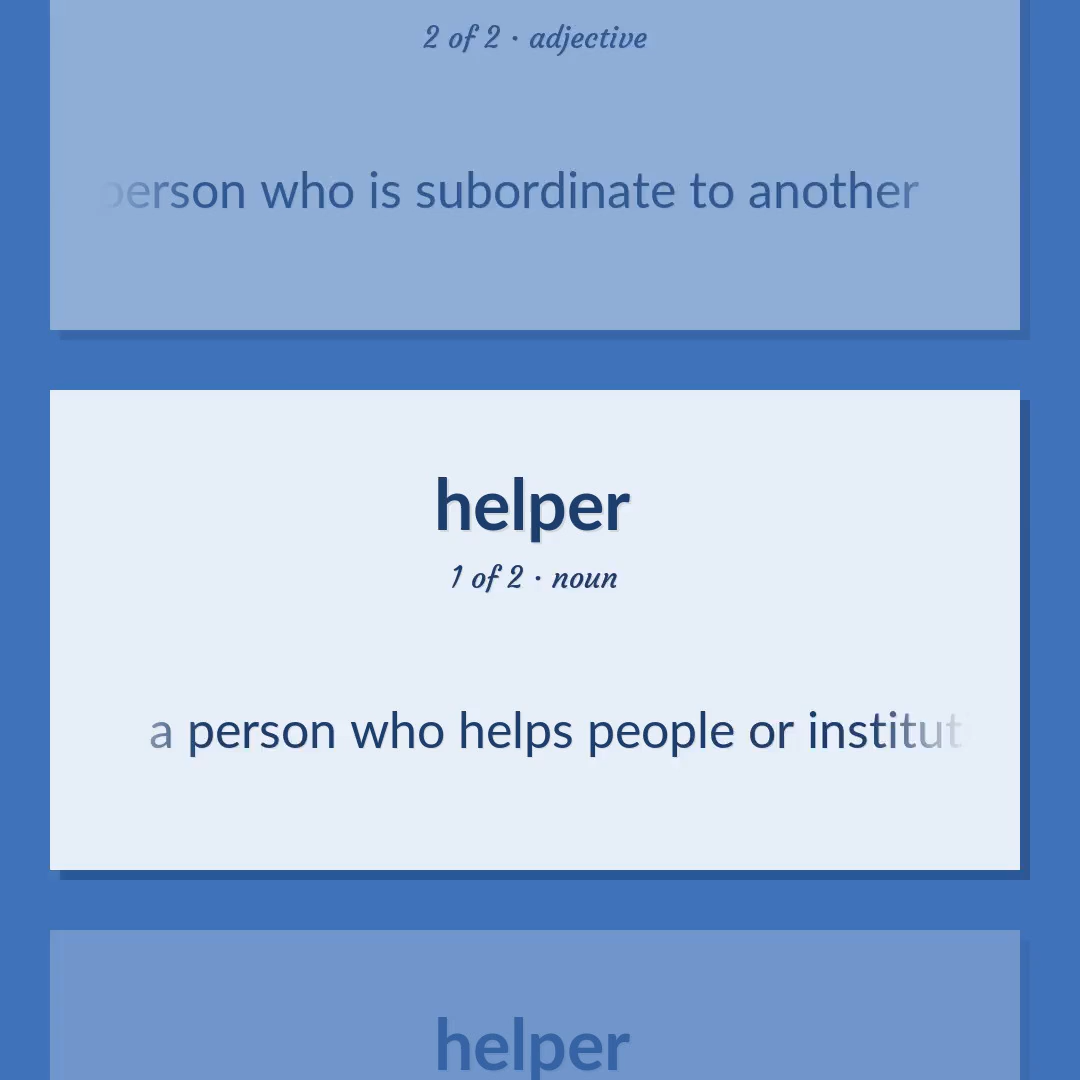 2 of 2 · adjective
person who is subordinate to another
helper
1 of 2 · noun
a person who helps people or institut
helper